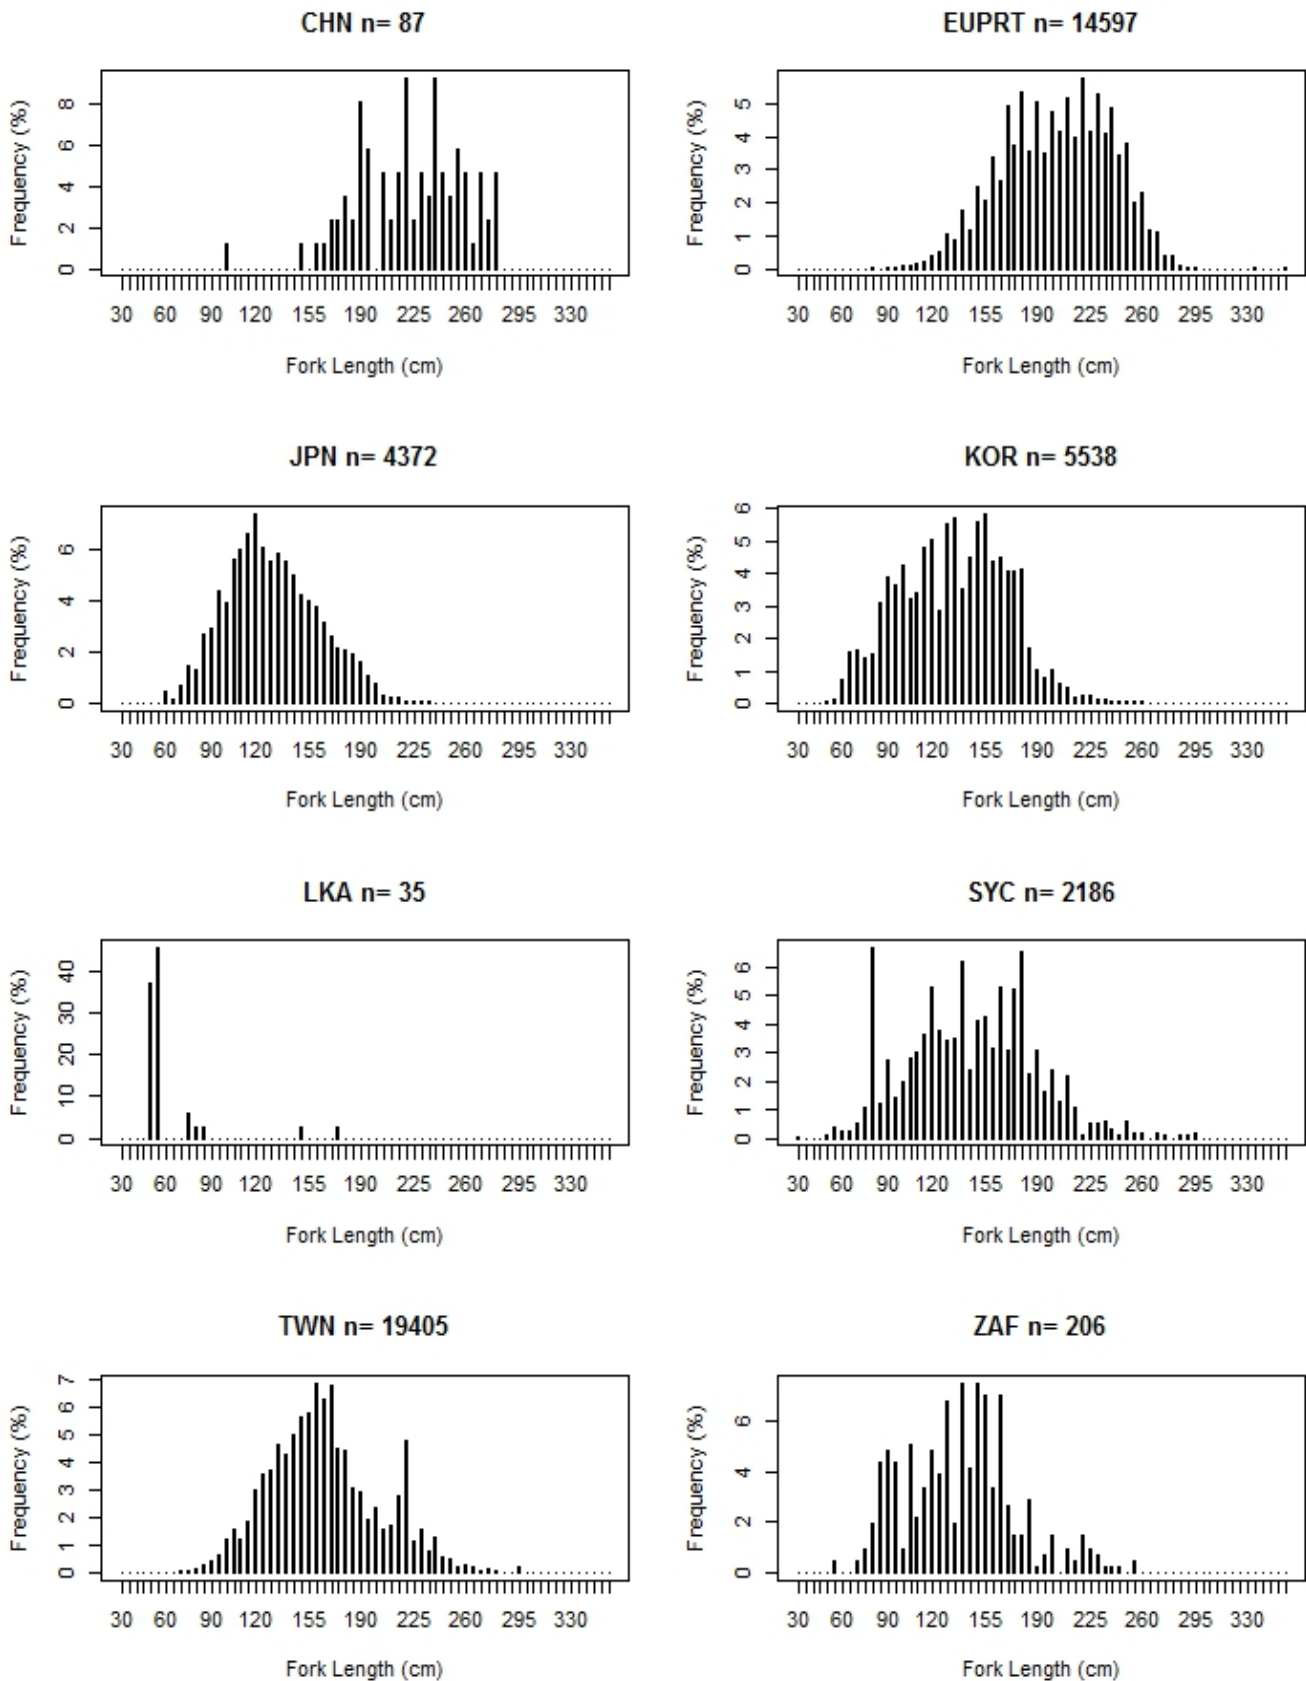 CHN n= 87
EUPRT n= 14597
Frequency (%)
8
6
4
2
0
30 60 90 120 155 190 225 260 295 330
Fork Length (cm)
Frequency (%)
5
4
3
2
1
0
30 60 90 120 155 190 225 260 295 330
Fork Length (cm)
JPN n= 4372
KOR n= 5538
Frequency (%)
6
4
2
0
30 60 90 120 155 190 225 260 295 330
Fork Length (cm)
Frequency (%)
6
5
4
3
2
1
0
30 60 90 120 155 190 225 260 295 330
Fork Length (cm)
LKA n= 35
SYC n= 2186
Frequency (%)
40
30
20
10
0
30 60 90 120 155 190 225 260 295 330
Fork Length (cm)
Frequency (%)
6
5
4
3
2
1
0
30 60 90 120 155 190 225 260 295 330
Fork Length (cm)
TWN n= 19405
ZAF n= 206
Frequency (%)
7
6
5
4
3
2
1
0
30 60 90 120 155 190 225 260 295 330
Fork Length (cm)
Frequency (%)
6
4
2
0
30 60 90 120 155 190 225 260 295 330
Fork Length (cm)